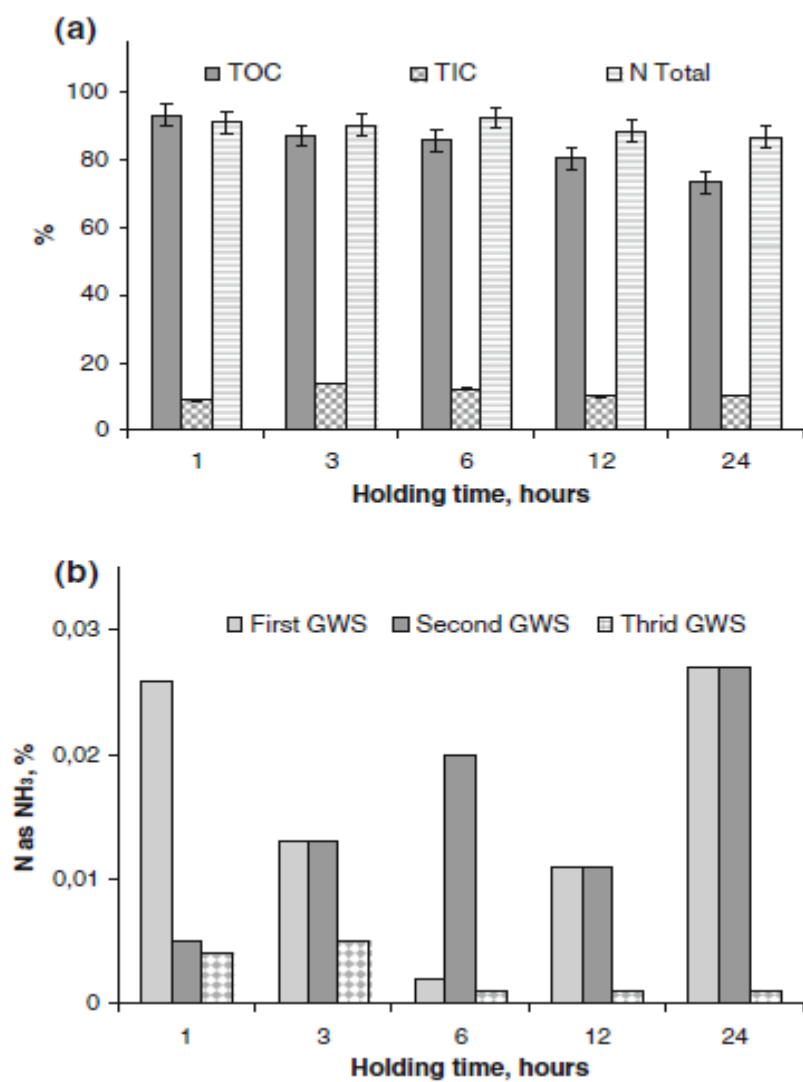 (a)
TOC TIC N Total
100
80
60
40
20
0
%
1 3 6 12 24
Holding time, hours
(b)
First GWS Second GWS Thrid GWS
0,03
0,02
0,01
0
N as NH₃, %
1 3 6 12 24
Holding time, hours